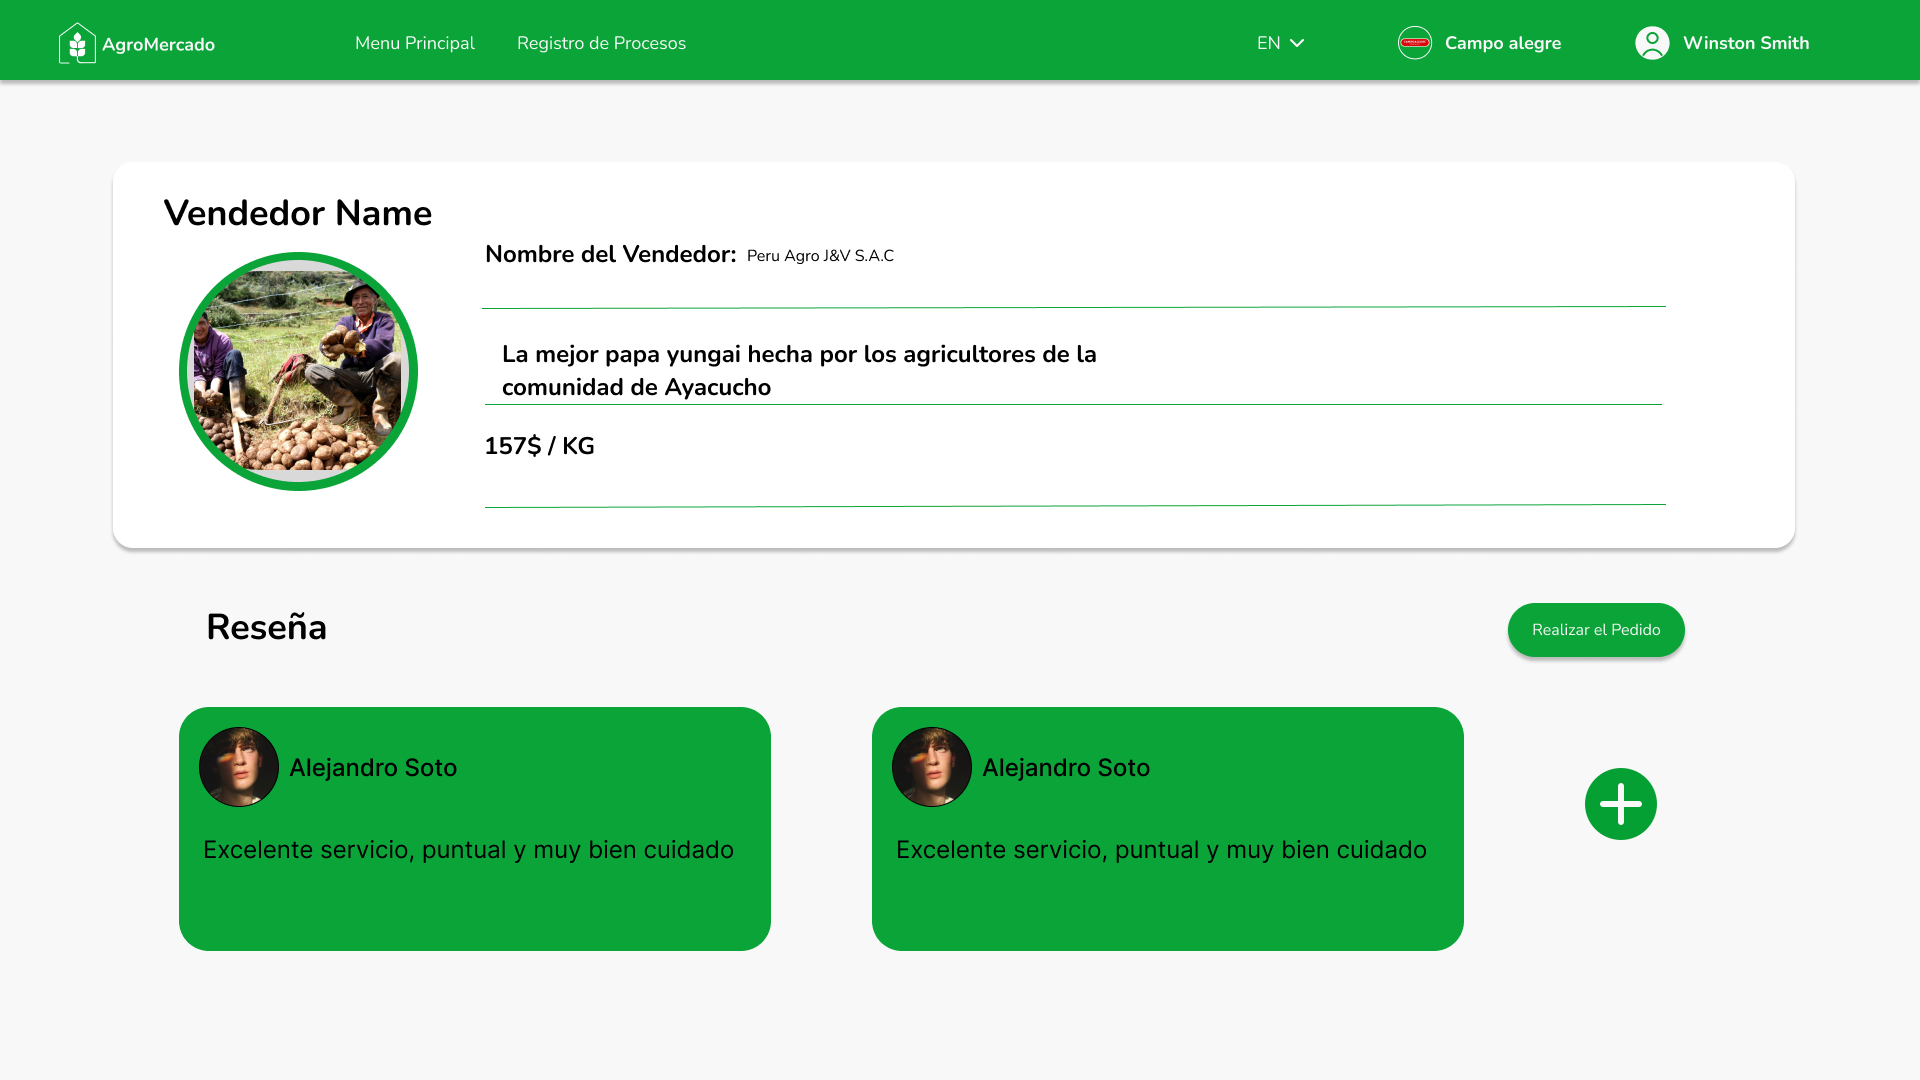 AgroMercado
Menu Principal
Registro de Procesos
EN
Campo alegre
Winston Smith
Vendedor Name
Nombre del Vendedor: Peru Agro J&V S.A.C
La mejor papa yungai hecha por los agricultores de la
comunidad de Ayacucho
157$ / KG
Reseña
Realizar el Pedido
Alejandro Soto
Excelente servicio, puntual y muy bien cuidado
Alejandro Soto
Excelente servicio, puntual y muy bien cuidado